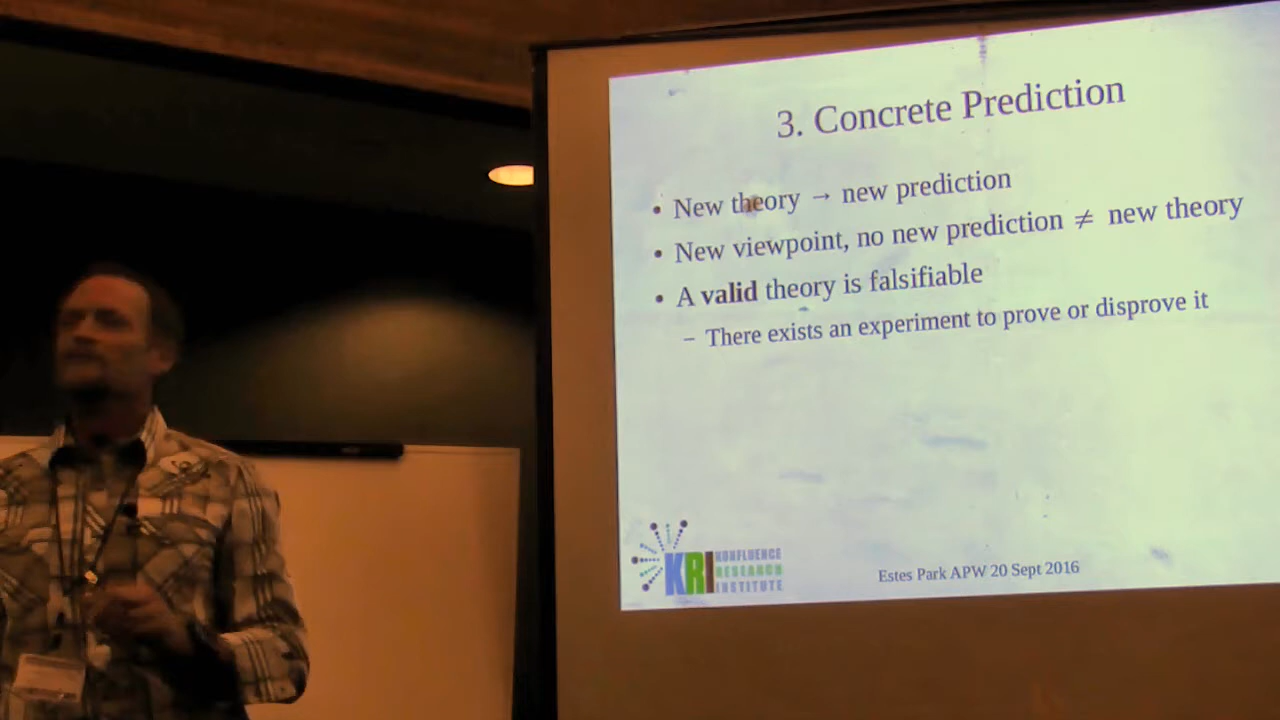 3. Concrete Prediction
• New theory → new prediction
• New viewpoint, no new prediction ≠ new theory
• A valid theory is falsifiable
– There exists an experiment to prove or disprove it
KRI KONFLUENCE
RESEARCH
INSTITUTE
Estes Park APW 20 Sept 2016